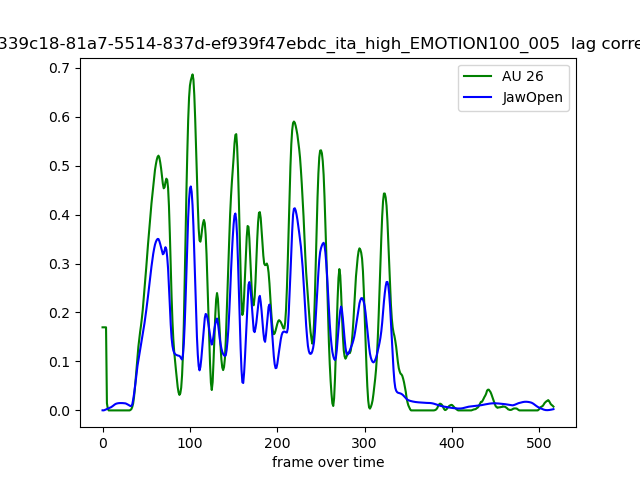 339c18-81a7-5514-837d-ef939f47ebdc_ita_high_EMOTION100_005 lag corre
AU 26
JawOpen
0.7
0.6
0.5
0.4
0.3
0.2
0.1
0.0
0 100 200 300 400 500
frame over time